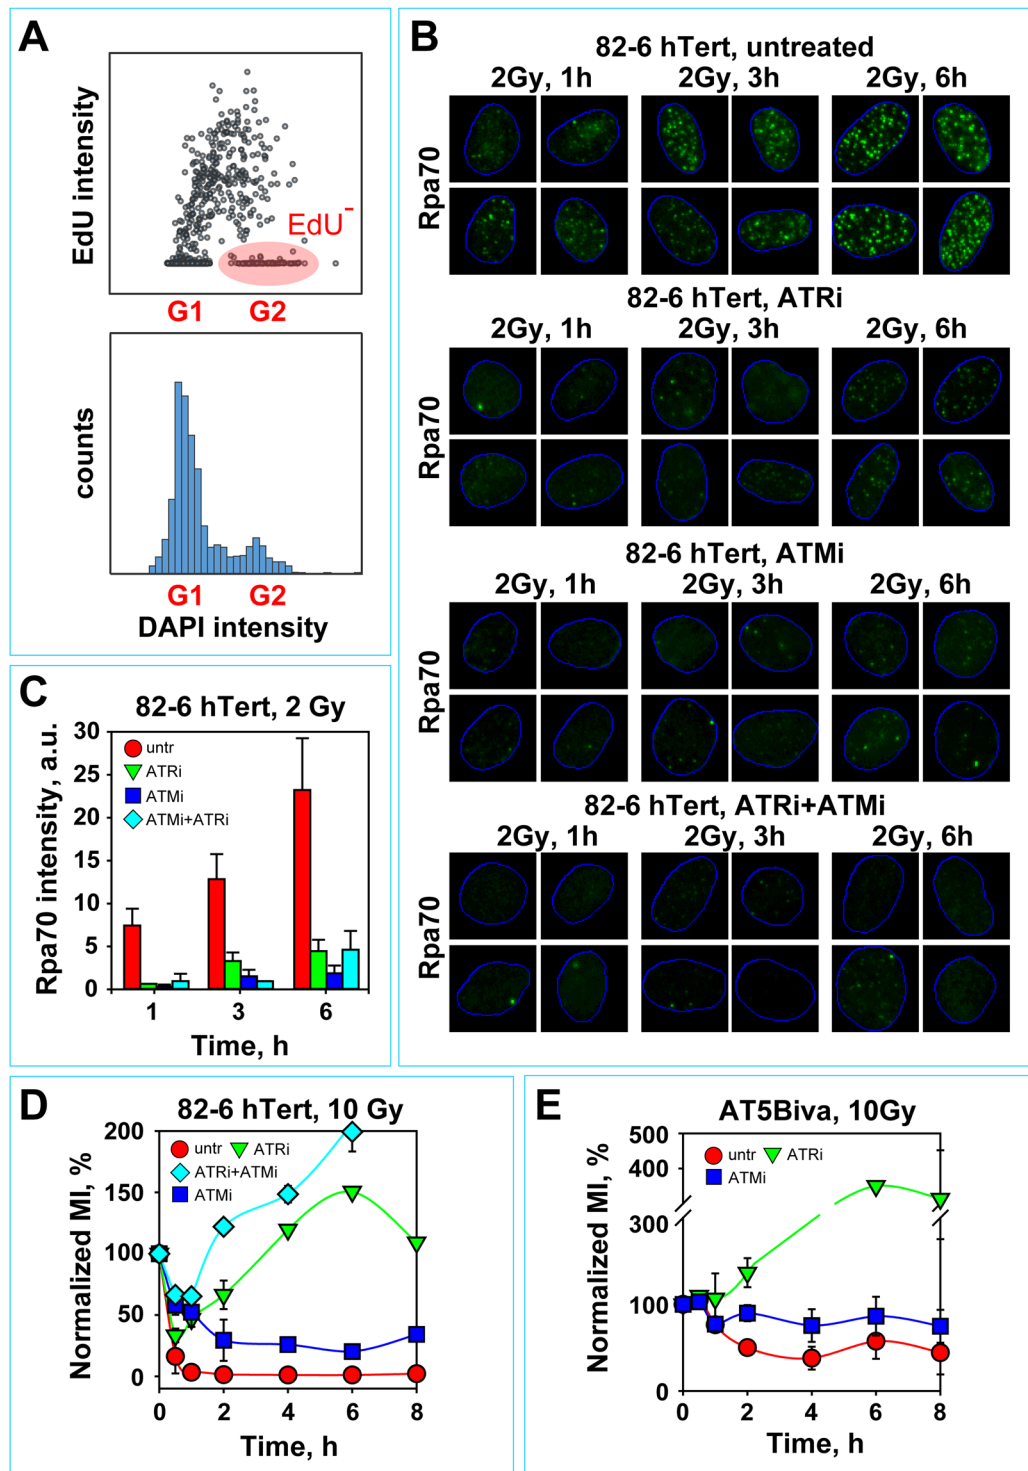 A
EdU intensity
EdU-
G1 G2
counts
G1 G2
DAPI intensity
B
82-6 hTert, untreated
2Gy, 1h 2Gy, 3h 2Gy, 6h
Rpa70
82-6 hTert, ATRi
2Gy, 1h 2Gy, 3h 2Gy, 6h
Rpa70
82-6 hTert, ATMi
2Gy, 1h 2Gy, 3h 2Gy, 6h
Rpa70
82-6 hTert, ATRi+ATMi
2Gy, 1h 2Gy, 3h 2Gy, 6h
Rpa70
C
82-6 hTert, 2 Gy
Rpa70 intensity, a.u.
30
25
20
15
10
5
0
untr
ATRi
ATMi
ATMi+ATRi
1 3 6
Time, h
D
82-6 hTert, 10 Gy
Normalized MI, %
200
150
100
50
0
untr ATRi
ATRi+ATMi
ATMi
0 2 4 6 8
Time, h
E
AT5Biva, 10Gy
Normalized MI, %
500
400
300
100
0
untr ATRi
ATMi
0 2 4 6 8
Time, h